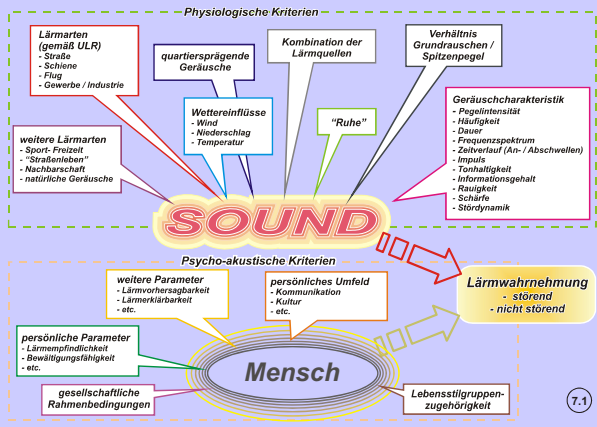 Physiologische Kriterien
Lärmarten
(gemäß ULR)
- Straße
- Schiene
- Flug
- Gewerbe / Industrie
quartiersprägende
Geräusche
Kombination der
Lärmquellen
Verhältnis
Grundrauschen /
Spitzenpegel
Wettereinflüsse
- Wind
- Niederschlag
- Temperatur
"Ruhe"
Geräuschcharakteristik
- Pegelintensität
- Häufigkeit
- Dauer
- Frequenzspektrum
- Zeitverlauf (An- / Abschwellen)
- Impuls
- Tonhaltigkeit
- Informationsgehalt
- Rauigkeit
- Schärfe
- Stördynamik
weitere Lärmarten
- Sport- Freizeit
- "Straßenleben"
- Nachbarschaft
- natürliche Geräusche
SOUND
Psycho-akustische Kriterien
weitere Parameter
- Lärmvorhersagbarkeit
- Lärmerklärbarkeit
- etc.
persönliches Umfeld
- Kommunikation
- Kultur
- etc.
Lärmwahrnehmung
- störend
- nicht störend
persönliche Parameter
- Lärmempfindlichkeit
- Bewältigungsfähigkeit
- etc.
Mensch
gesellschaftliche
Rahmenbedingungen
Lebensstilgruppen-
zugehörigkeit
7.1